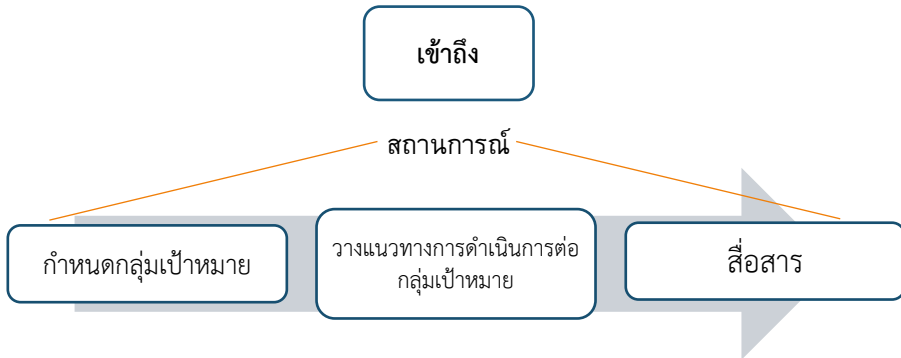 เข้าถึง
สถานการณ์
กำหนดกลุ่มเป้าหมาย
วางแนวทางการดำเนินการต่อ
กลุ่มเป้าหมาย
สื่อสาร